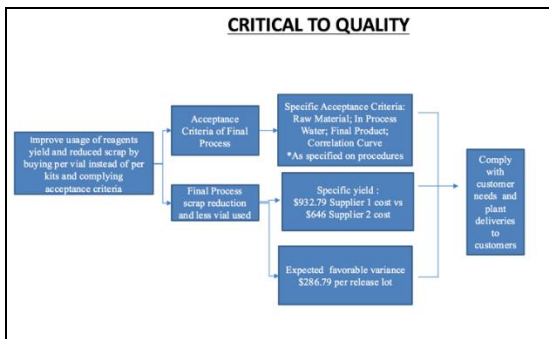 CRITICAL TO QUALITY
Improve usage of reagents
yield and reduced scrap by
buying per vial instead of per
kits and complying
acceptance criteria
Acceptance
Criteria of Final
Process
Final Process
scrap reduction
and less vial used
Specific Acceptance Criteria:
Raw Material; In Process
Water; Final Product;
Correlation Curve
*As specified on procedures
Specific yield :
$932.79 Supplier 1 cost vs
$646 Supplier 2 cost
Expected favorable variance
$286.79 per release lot
Comply
with
customer
needs and
plant
deliveries
to
customers